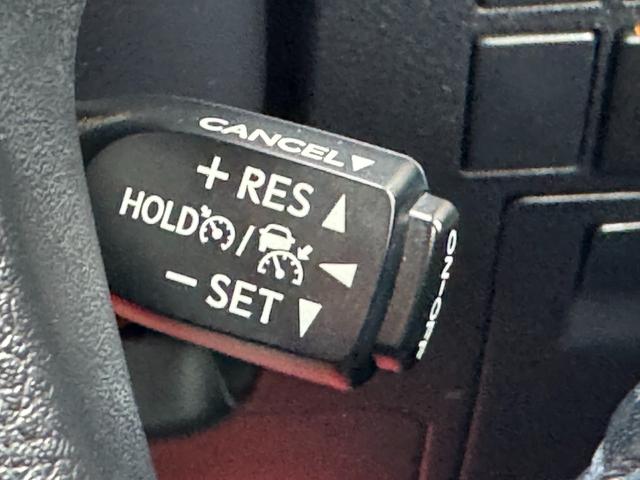 CANCEL▼
+ RES ▲
HOLD / ◀
− SET ▼
ON-OFF